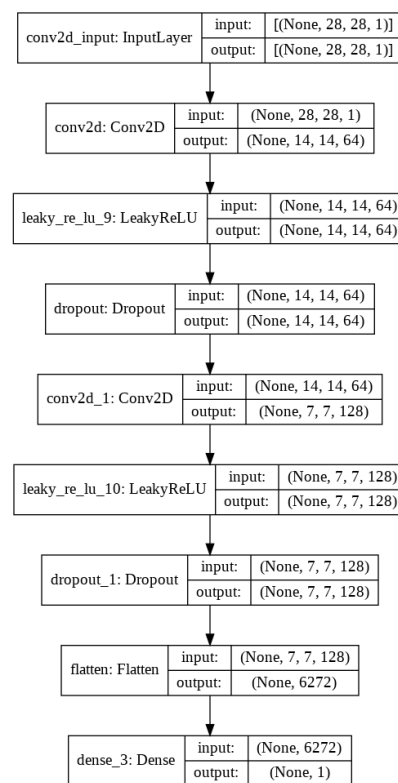 conv2d_input: InputLayer
input: [(None, 28, 28, 1)]
output: [(None, 28, 28, 1)]
conv2d: Conv2D
input: (None, 28, 28, 1)
output: (None, 14, 14, 64)
leaky_re_lu_9: LeakyReLU
input: (None, 14, 14, 64)
output: (None, 14, 14, 64)
dropout: Dropout
input: (None, 14, 14, 64)
output: (None, 14, 14, 64)
conv2d_1: Conv2D
input: (None, 14, 14, 64)
output: (None, 7, 7, 128)
leaky_re_lu_10: LeakyReLU
input: (None, 7, 7, 128)
output: (None, 7, 7, 128)
dropout_1: Dropout
input: (None, 7, 7, 128)
output: (None, 7, 7, 128)
flatten: Flatten
input: (None, 7, 7, 128)
output: (None, 6272)
dense_3: Dense
input: (None, 6272)
output: (None, 1)